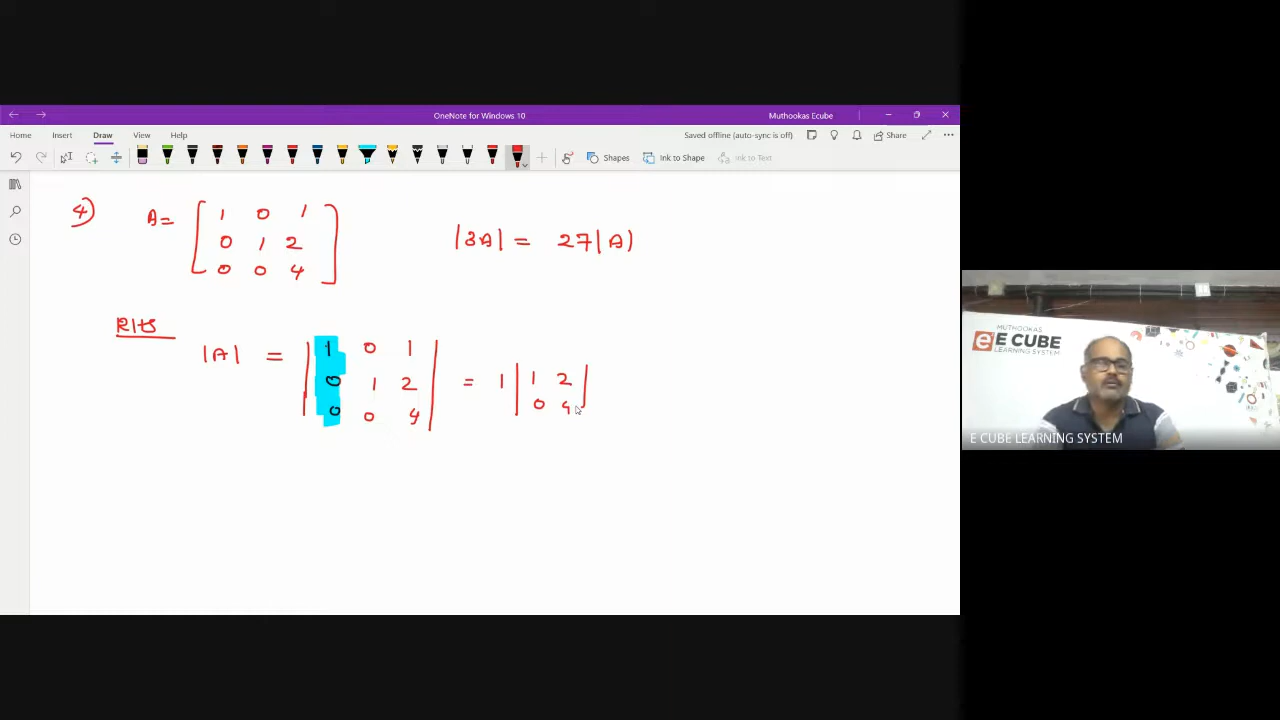 OneNote for Windows 10
Muthookas Ecube
Home Insert Draw View Help
Saved offline (auto-sync is off) Share
Shapes Ink to Shape Ink to Text
4) A = [ 1 0 1
0 1 2
0 0 4 ]
|3A| = 27|A|
RHS
|A| = | 1 0 1
0 1 2
0 0 4 |
= 1 | 1 2
0 4 |
MUTHOOKAS
E CUBE
LEARNING SYSTEM
E CUBE LEARNING SYSTEM